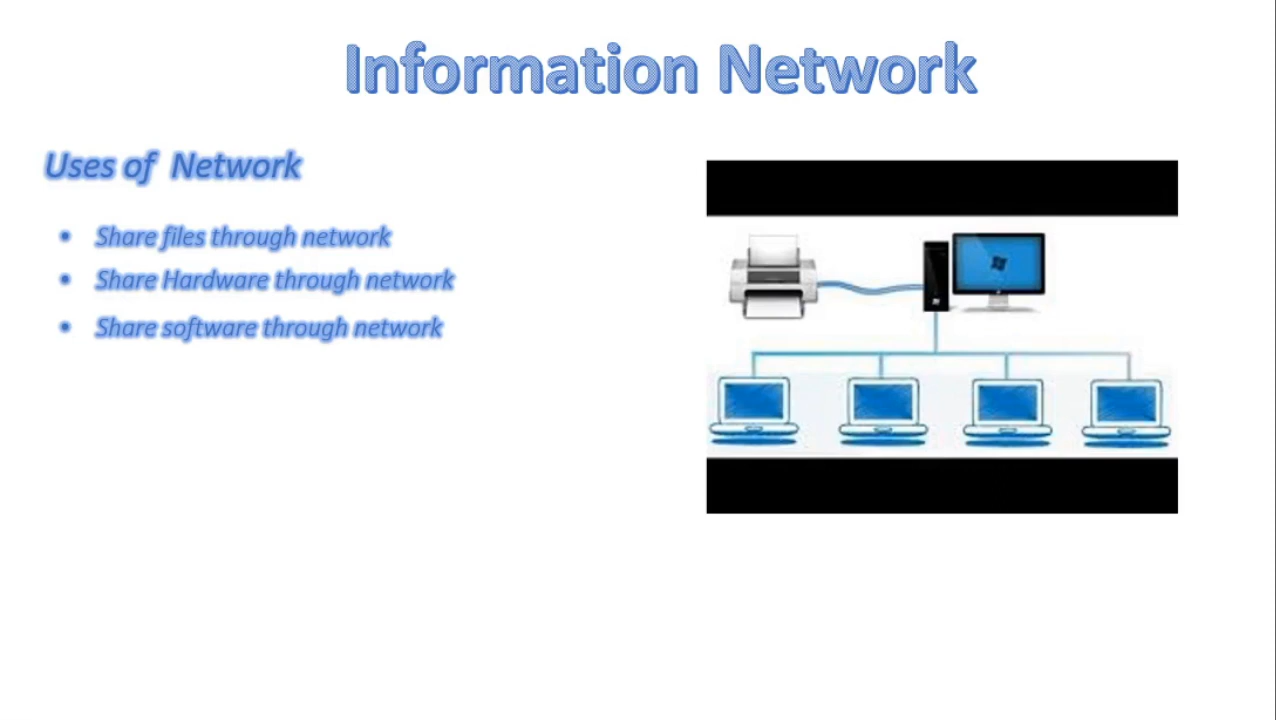 Information Network
Uses of Network
• Share files through network
• Share Hardware through network
• Share software through network